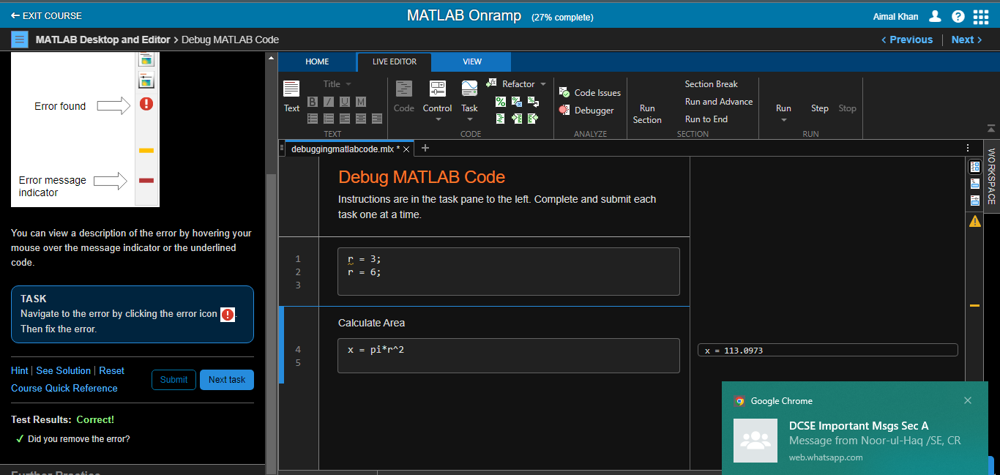 ← EXIT COURSE
MATLAB Onramp (27% complete)
Aimal Khan
MATLAB Desktop and Editor > Debug MATLAB Code
< Previous | Next >
Error found
Error message
indicator
You can view a description of the error by hovering your
mouse over the message indicator or the underlined
code.
TASK
Navigate to the error by clicking the error icon .
Then fix the error.
Hint | See Solution | Reset
Course Quick Reference
Submit
Next task
Test Results: Correct!
✓ Did you remove the error?
Further Practice
HOME
LIVE EDITOR
VIEW
Text
Title
B I U M
TEXT
Code
Control
Task
Refactor
CODE
Code Issues
Debugger
ANALYZE
Run
Section
Section Break
Run and Advance
Run to End
SECTION
Run
Step
Stop
RUN
debuggingmatlabcode.mlx * × +
WORKSPACE
Debug MATLAB Code
Instructions are in the task pane to the left. Complete and submit each
task one at a time.
1 r = 3;
2 r = 6;
3
Calculate Area
4 x = pi*r^2
5
x = 113.0973
Google Chrome
DCSE Important Msgs Sec A
Message from Noor-ul-Haq /SE, CR
web.whatsapp.com